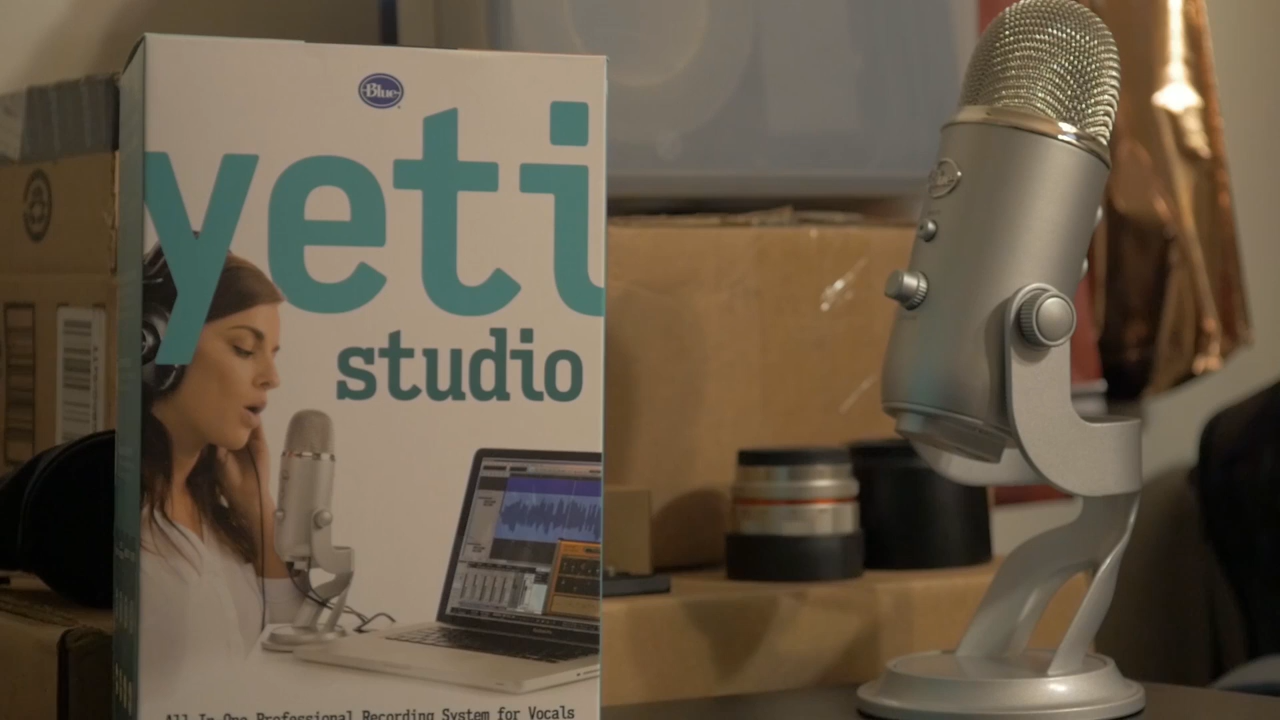 Blue
yeti
studio
All-In-One Professional Recording System for Vocals